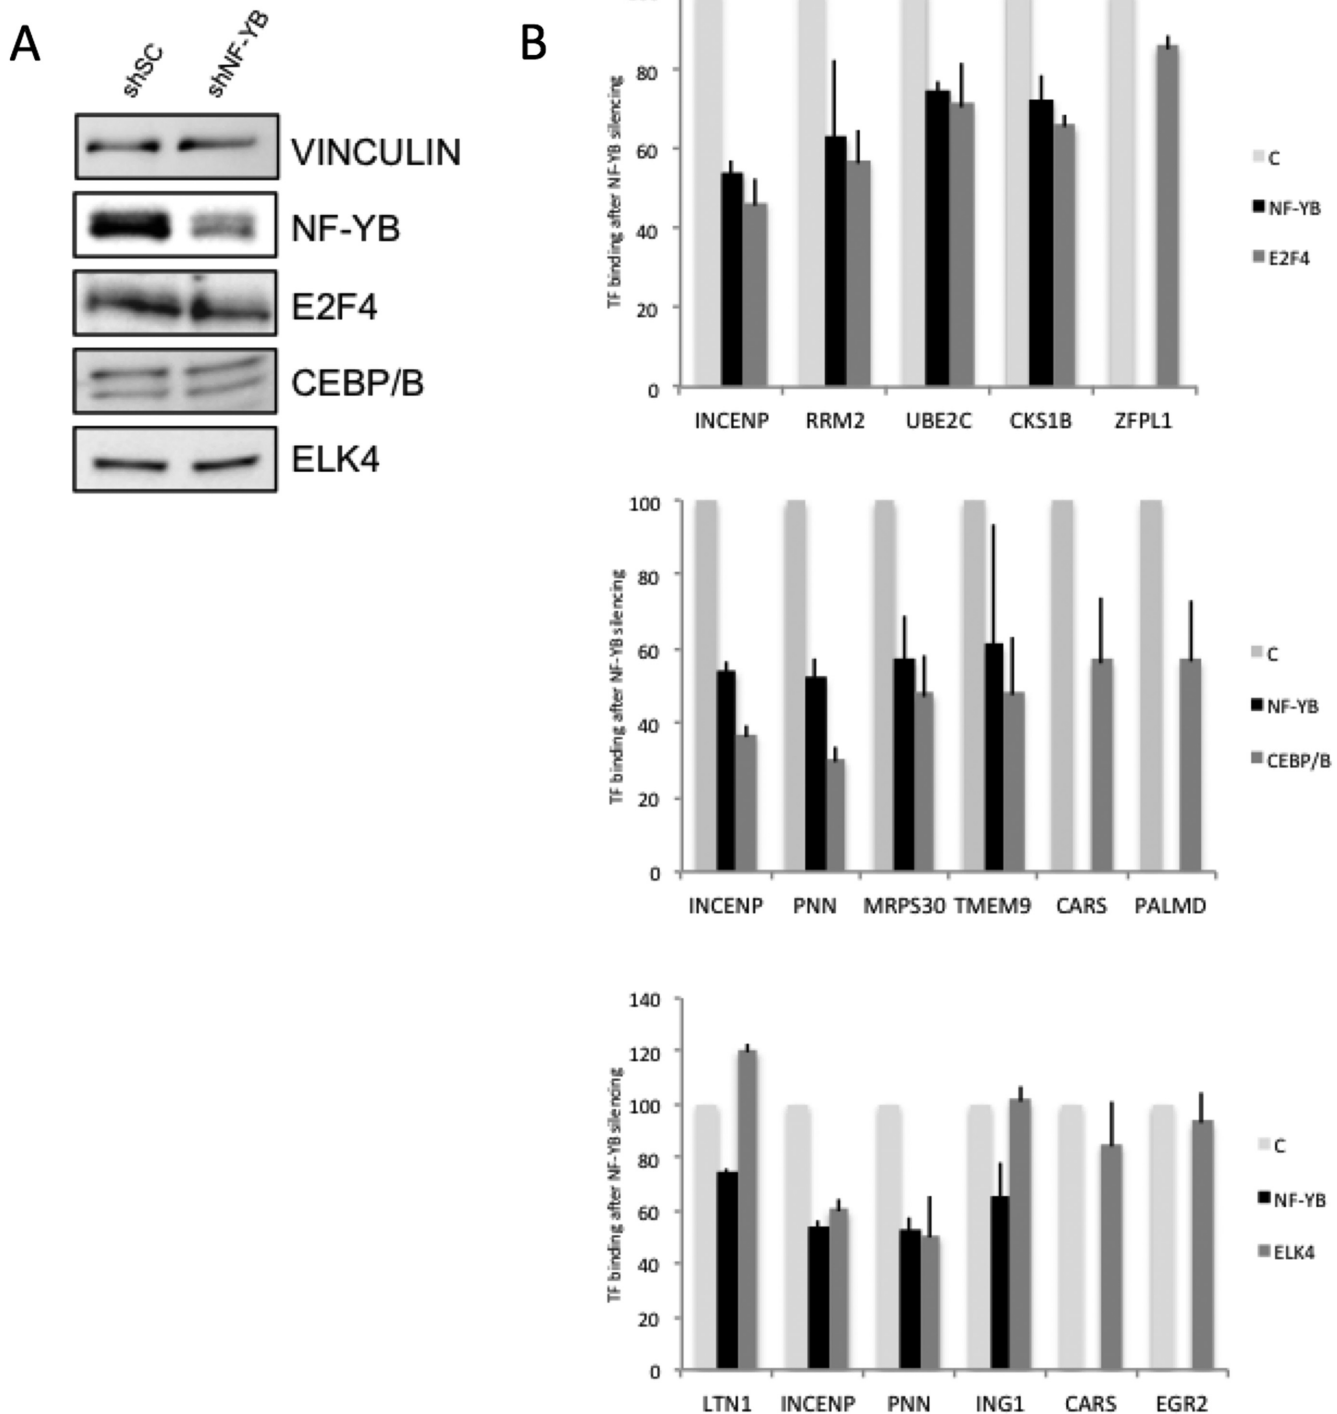 A
shSC
shNF-YB
VINCULIN
NF-YB
E2F4
CEBP/B
ELK4
B
TF binding after NF-YB silencing
80
60
40
20
0
INCENP RRM2 UBE2C CKS1B ZFPL1
C
NF-YB
E2F4
TF binding after NF-YB silencing
100
80
60
40
20
0
INCENP PNN MRPS30 TMEM9 CARS PALMD
C
NF-YB
CEBP/B
TF binding after NF-YB silencing
140
120
100
80
60
40
20
0
LTN1 INCENP PNN ING1 CARS EGR2
C
NF-YB
ELK4